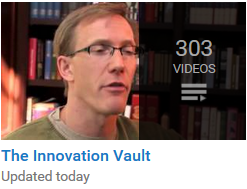 303
VIDEOS
The Innovation Vault
Updated today